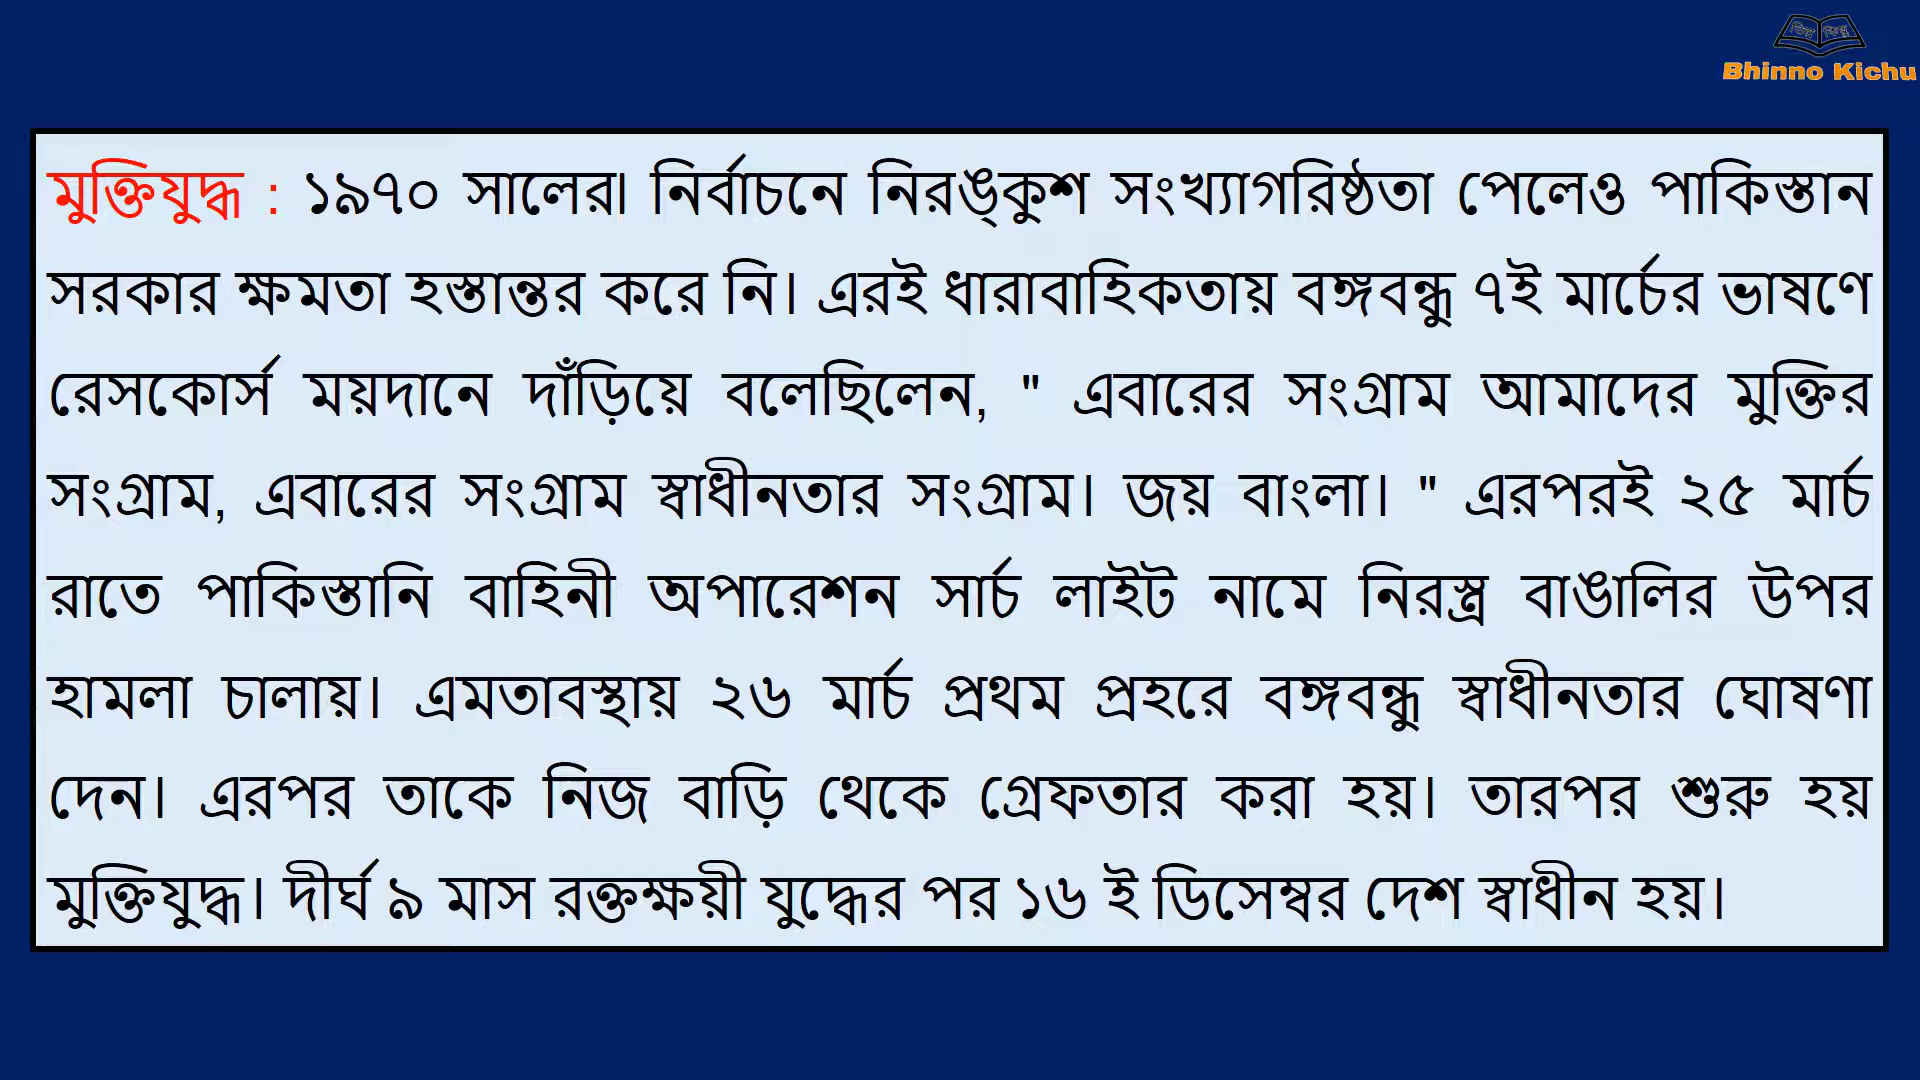 ভিন্ন কিছু
Bhinno Kichu
মুক্তিযুদ্ধ : ১৯৭০ সালের। নির্বাচনে নিরঙ্কুশ সংখ্যাগরিষ্ঠতা পেলেও পাকিস্তান
সরকার ক্ষমতা হস্তান্তর করে নি। এরই ধারাবাহিকতায় বঙ্গবন্ধু ৭ই মার্চের ভাষণে
রেসকোর্স ময়দানে দাঁড়িয়ে বলেছিলেন, " এবারের সংগ্রাম আমাদের মুক্তির
সংগ্রাম, এবারের সংগ্রাম স্বাধীনতার সংগ্রাম। জয় বাংলা। " এরপরই ২৫ মার্চ
রাতে পাকিস্তানি বাহিনী অপারেশন সার্চ লাইট নামে নিরস্ত্র বাঙালির উপর
হামলা চালায়। এমতাবস্থায় ২৬ মার্চ প্রথম প্রহরে বঙ্গবন্ধু স্বাধীনতার ঘোষণা
দেন। এরপর তাকে নিজ বাড়ি থেকে গ্রেফতার করা হয়। তারপর শুরু হয়
মুক্তিযুদ্ধ। দীর্ঘ ৯ মাস রক্তক্ষয়ী যুদ্ধের পর ১৬ ই ডিসেম্বর দেশ স্বাধীন হয়।